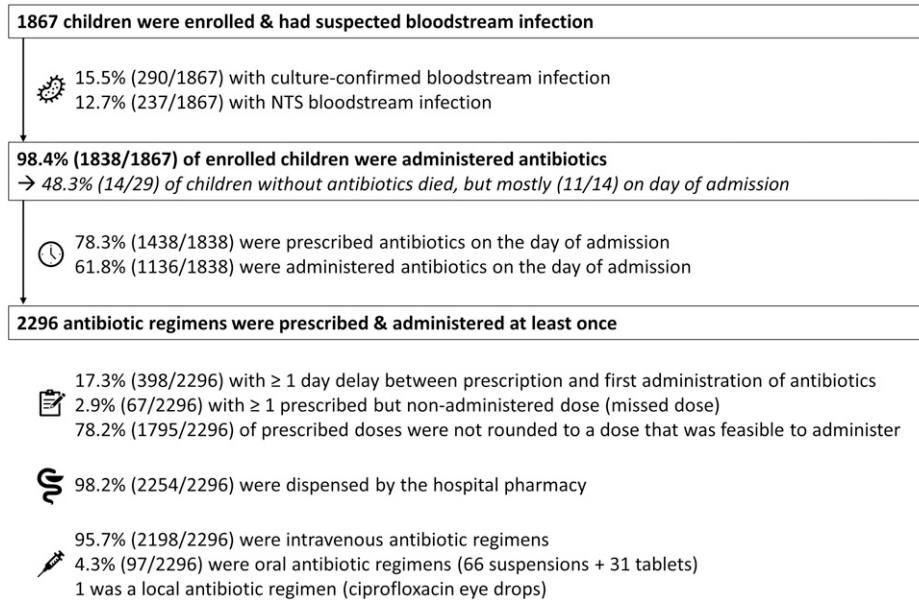 1867 children were enrolled & had suspected bloodstream infection
15.5% (290/1867) with culture-confirmed bloodstream infection
12.7% (237/1867) with NTS bloodstream infection
98.4% (1838/1867) of enrolled children were administered antibiotics
→ 48.3% (14/29) of children without antibiotics died, but mostly (11/14) on day of admission
78.3% (1438/1838) were prescribed antibiotics on the day of admission
61.8% (1136/1838) were administered antibiotics on the day of admission
2296 antibiotic regimens were prescribed & administered at least once
17.3% (398/2296) with ≥ 1 day delay between prescription and first administration of antibiotics
2.9% (67/2296) with ≥ 1 prescribed but non-administered dose (missed dose)
78.2% (1795/2296) of prescribed doses were not rounded to a dose that was feasible to administer
98.2% (2254/2296) were dispensed by the hospital pharmacy
95.7% (2198/2296) were intravenous antibiotic regimens
4.3% (97/2296) were oral antibiotic regimens (66 suspensions + 31 tablets)
1 was a local antibiotic regimen (ciprofloxacin eye drops)